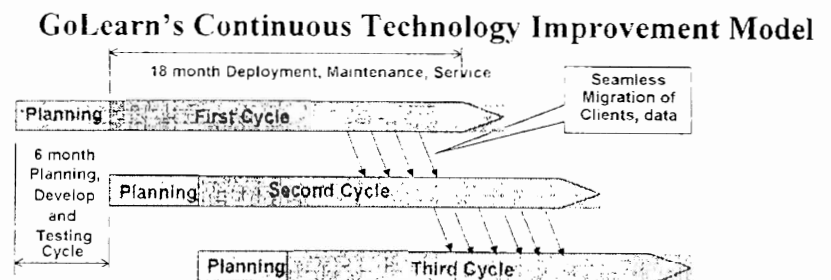 GoLearn's Continuous Technology Improvement Model
18 month Deployment, Maintenance, Service
Seamless
Migration of
Clients, data
Planning
First Cycle
6 month
Planning,
Develop
and
Testing
Cycle
Planning
Second Cycle
Planning
Third Cycle